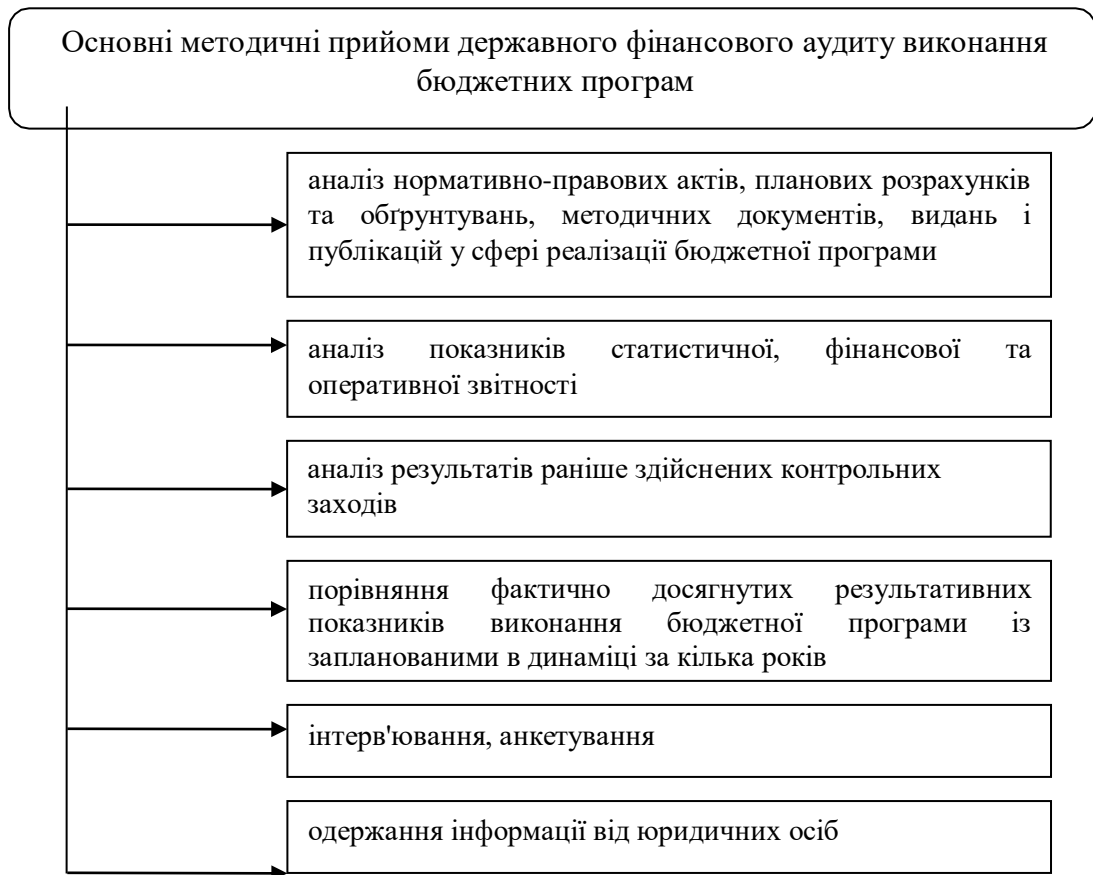 Основні методичні прийоми державного фінансового аудиту виконання
бюджетних програм
аналіз нормативно-правових актів, планових розрахунків
та обґрунтувань, методичних документів, видань і
публікацій у сфері реалізації бюджетної програми
аналіз показників статистичної, фінансової та
оперативної звітності
аналіз результатів раніше здійснених контрольних
заходів
порівняння фактично досягнутих результативних
показників виконання бюджетної програми із
запланованими в динаміці за кілька років
інтерв'ювання, анкетування
одержання інформації від юридичних осіб